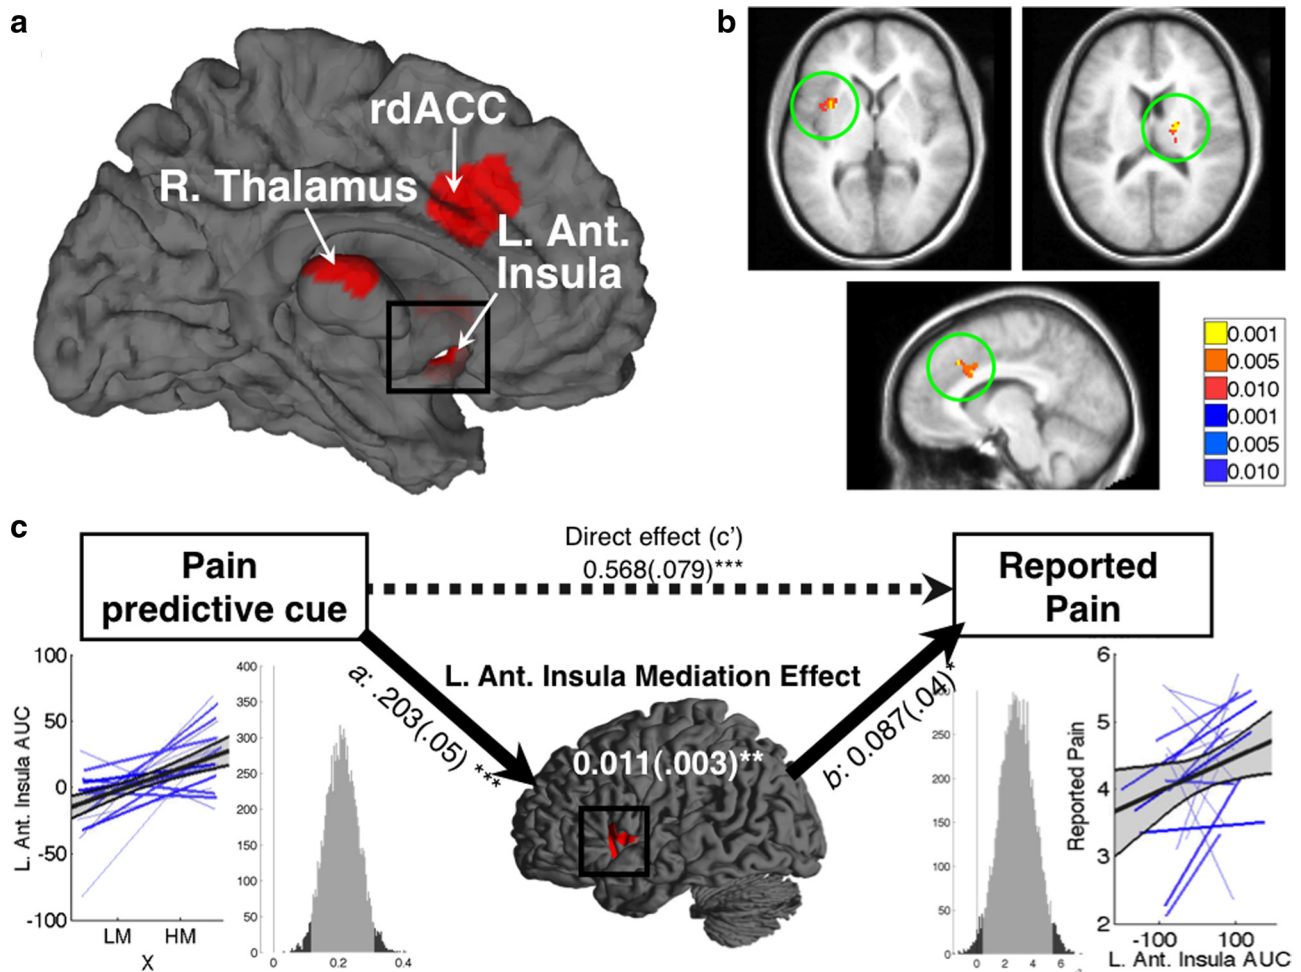 a
rdACC
R. Thalamus
L. Ant.
Insula
b
0.001
0.005
0.010
0.001
0.005
0.010
c
Pain
predictive cue
Direct effect (c')
0.568(.079)***
Reported
Pain
a: .203(.05) ***
L. Ant. Insula Mediation Effect
0.011(.003)**
b: 0.087(.04)*
L. Ant. Insula AUC
100
50
0
-50
-100
LM
HM
X
400
350
300
250
200
150
100
50
0
0
0.2
0.4
300
250
200
150
100
50
0
0
2
4
6
Reported Pain
6
5
4
3
2
-100
100
L. Ant. Insula AUC